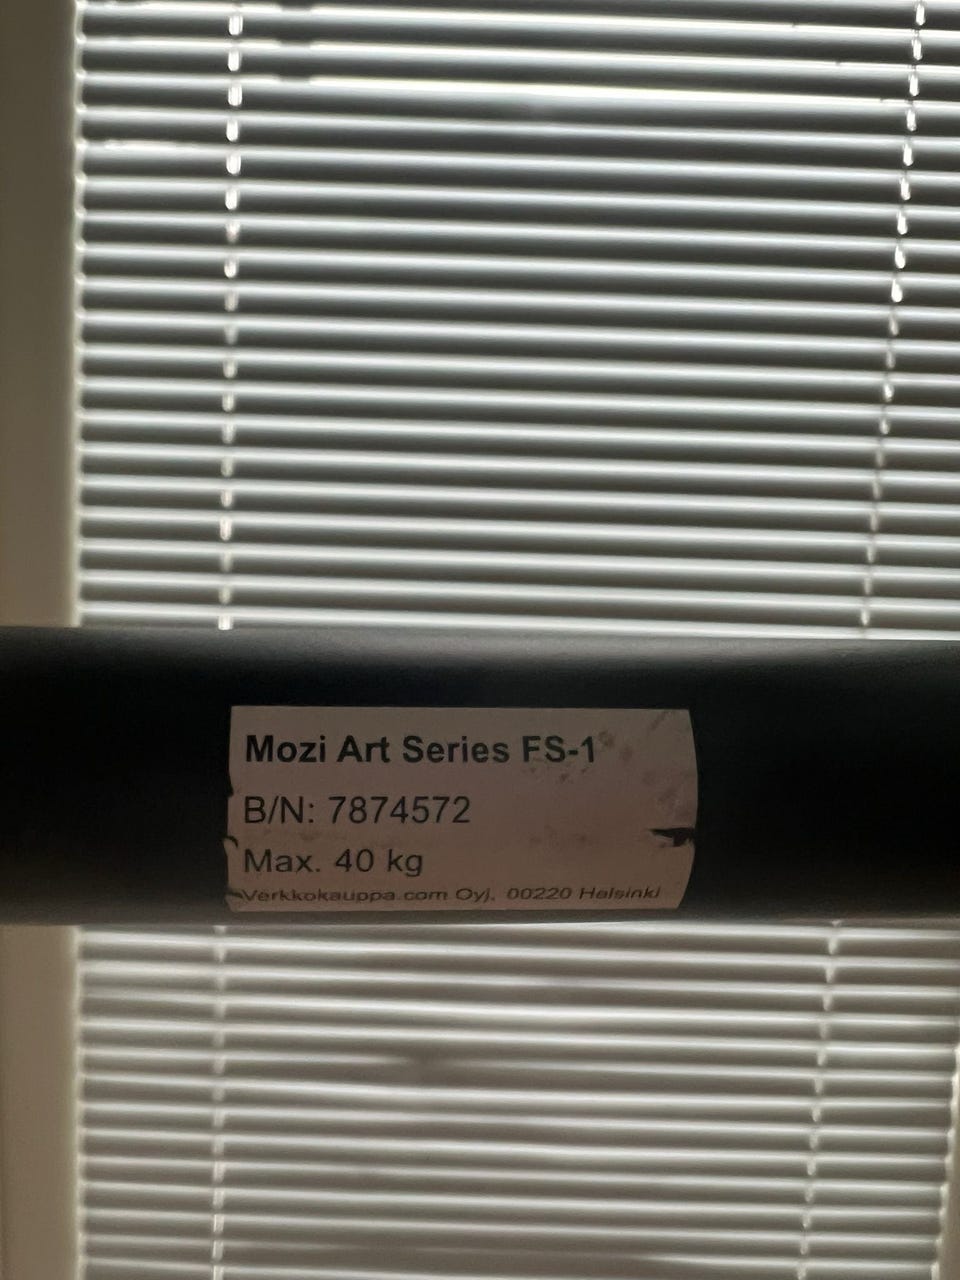 Mozi Art Series FS-1
B/N: 7874572
Max. 40 kg
Verkkokauppa.com Oyj, 00220 Helsinki